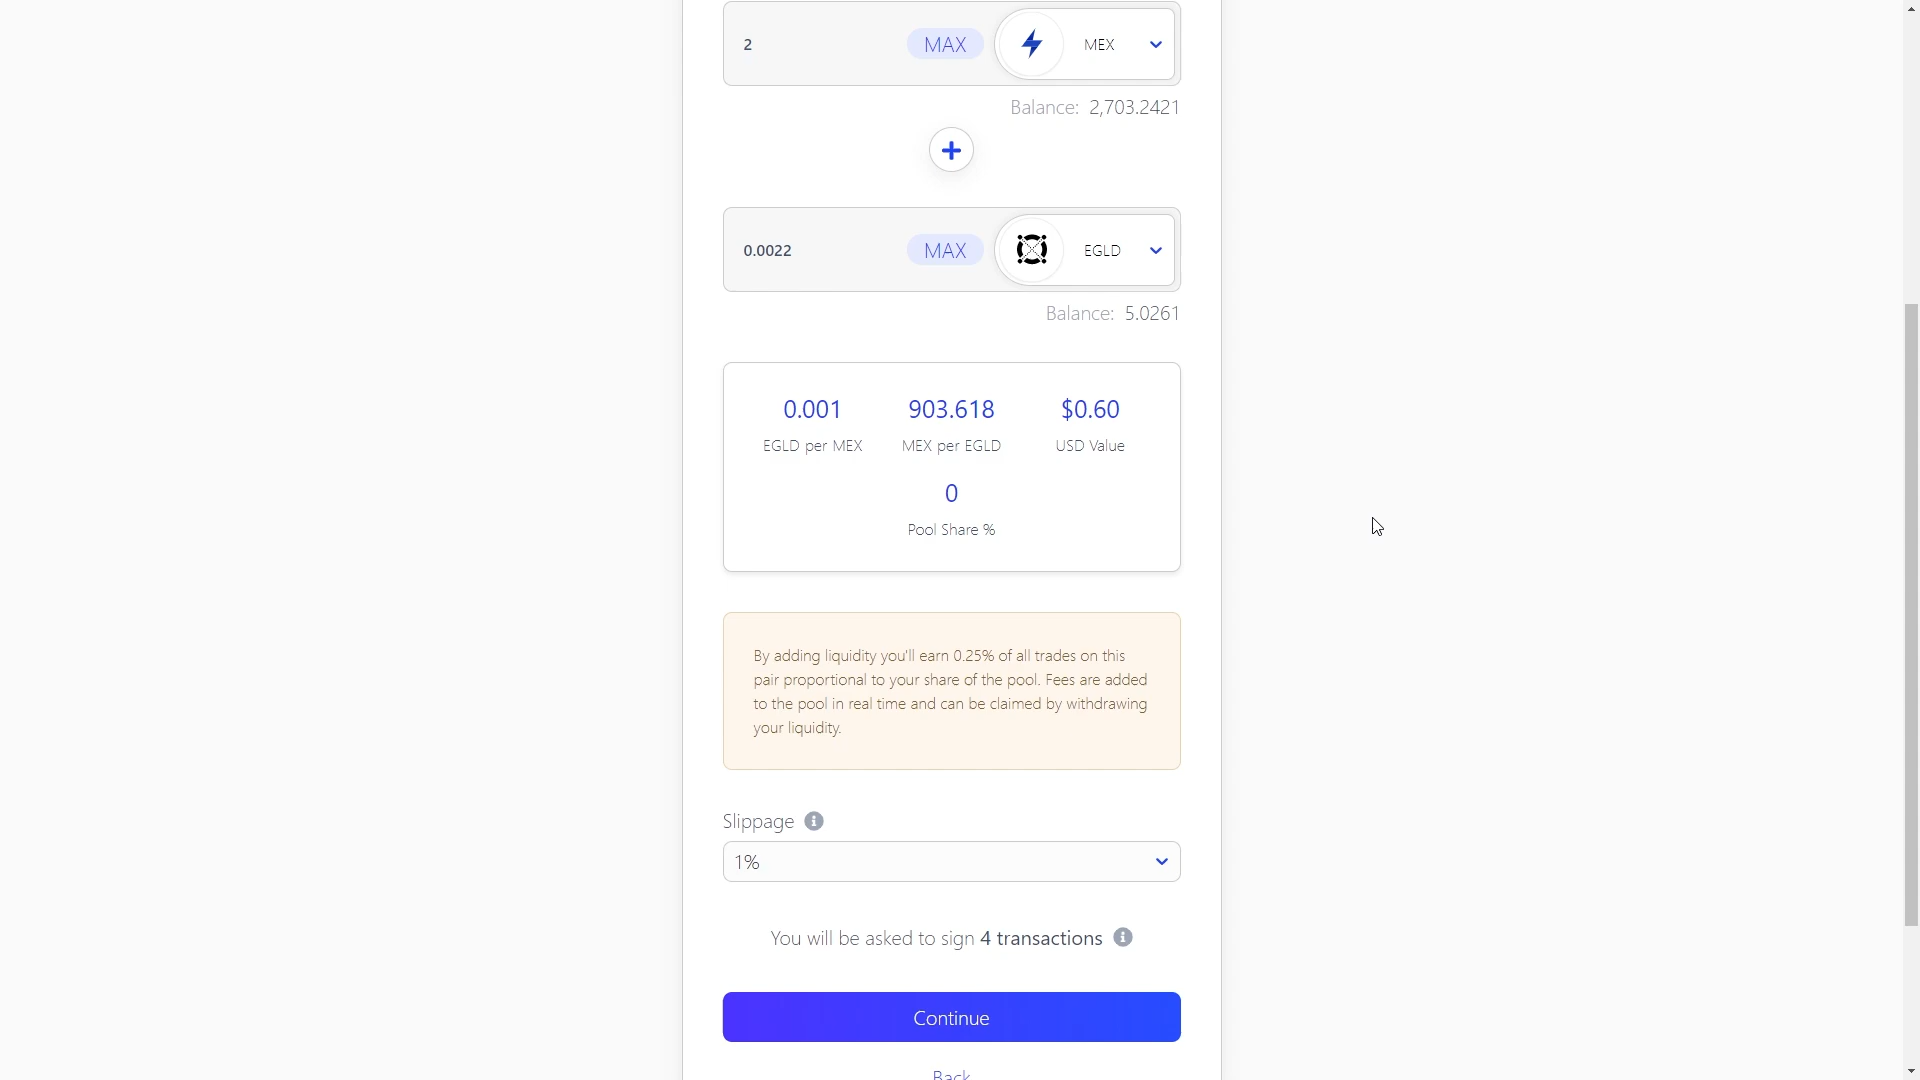 2 MAX MEX
Balance: 2,703.2421
0.0022 MAX EGLD
Balance: 5.0261
0.001 903.618 $0.60
EGLD per MEX MEX per EGLD USD Value
0
Pool Share %
By adding liquidity you'll earn 0.25% of all trades on this
pair proportional to your share of the pool. Fees are added
to the pool in real time and can be claimed by withdrawing
your liquidity.
Slippage
1%
You will be asked to sign 4 transactions
Continue
Back